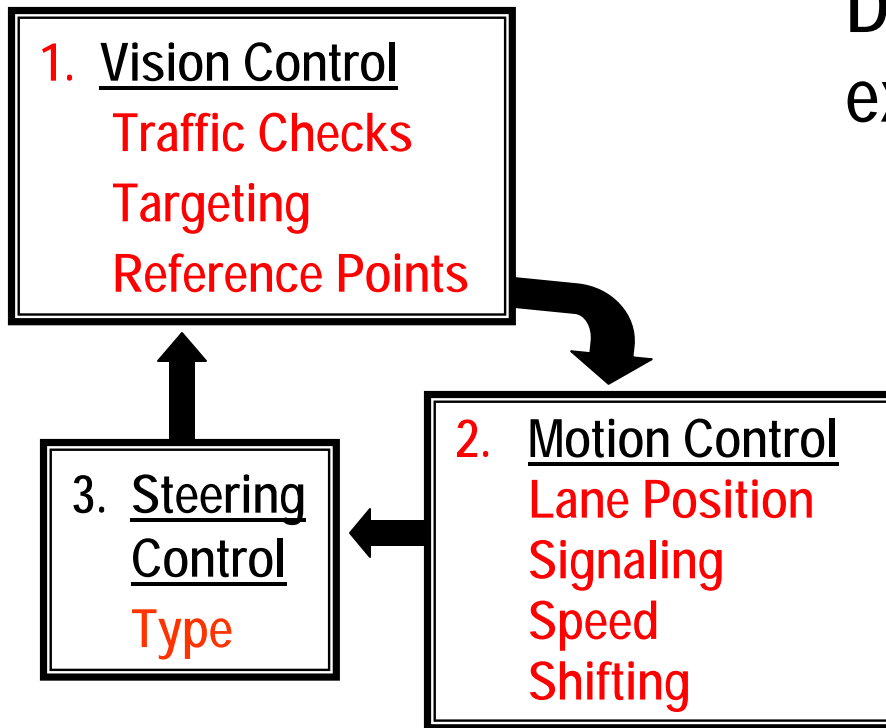 1. Vision Control
Traffic Checks
Targeting
Reference Points
2. Motion Control
Lane Position
Signaling
Speed
Shifting
3. Steering
Control
Type